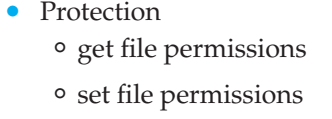 • Protection
◦ get file permissions
◦ set file permissions